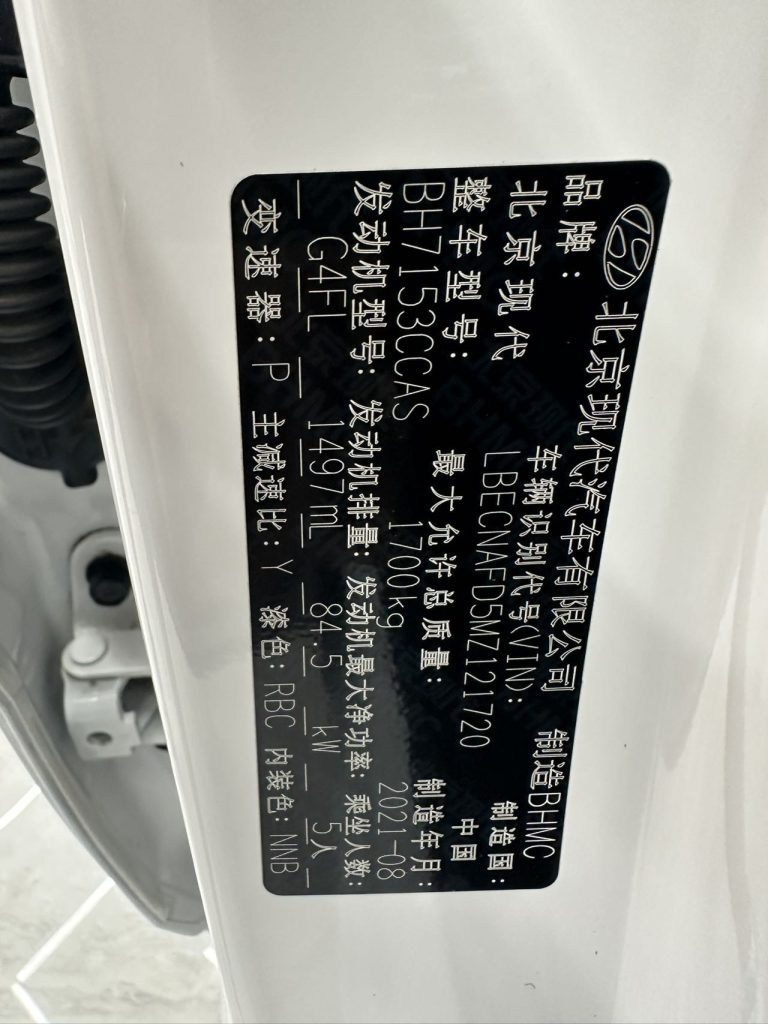 北京现代汽车有限公司 制造BHMC
品牌: 车辆识别代号(VIN): 制造国:
北京现代 LBECNAFD5MZ121720 中国
整车型号: 最大允许总质量: 制造年月:
BH7153CCAS 1700kg 2021-08
发动机型号: 发动机排量: 发动机最大净功率: 乘坐人数:
G4FL 1497mL 84.5 kW 5人
变速器: P 主减速比: Y 漆色: RBC 内装色: NNB